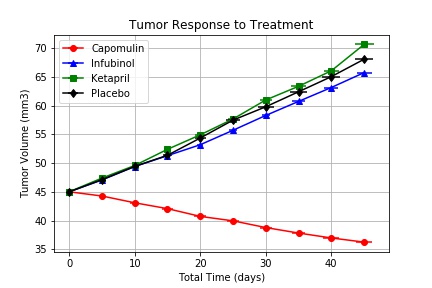 Tumor Response to Treatment
Capomulin
Infubinol
Ketapril
Placebo
Tumor Volume (mm3)
70
65
60
55
50
45
40
35
0
10
20
30
40
Total Time (days)